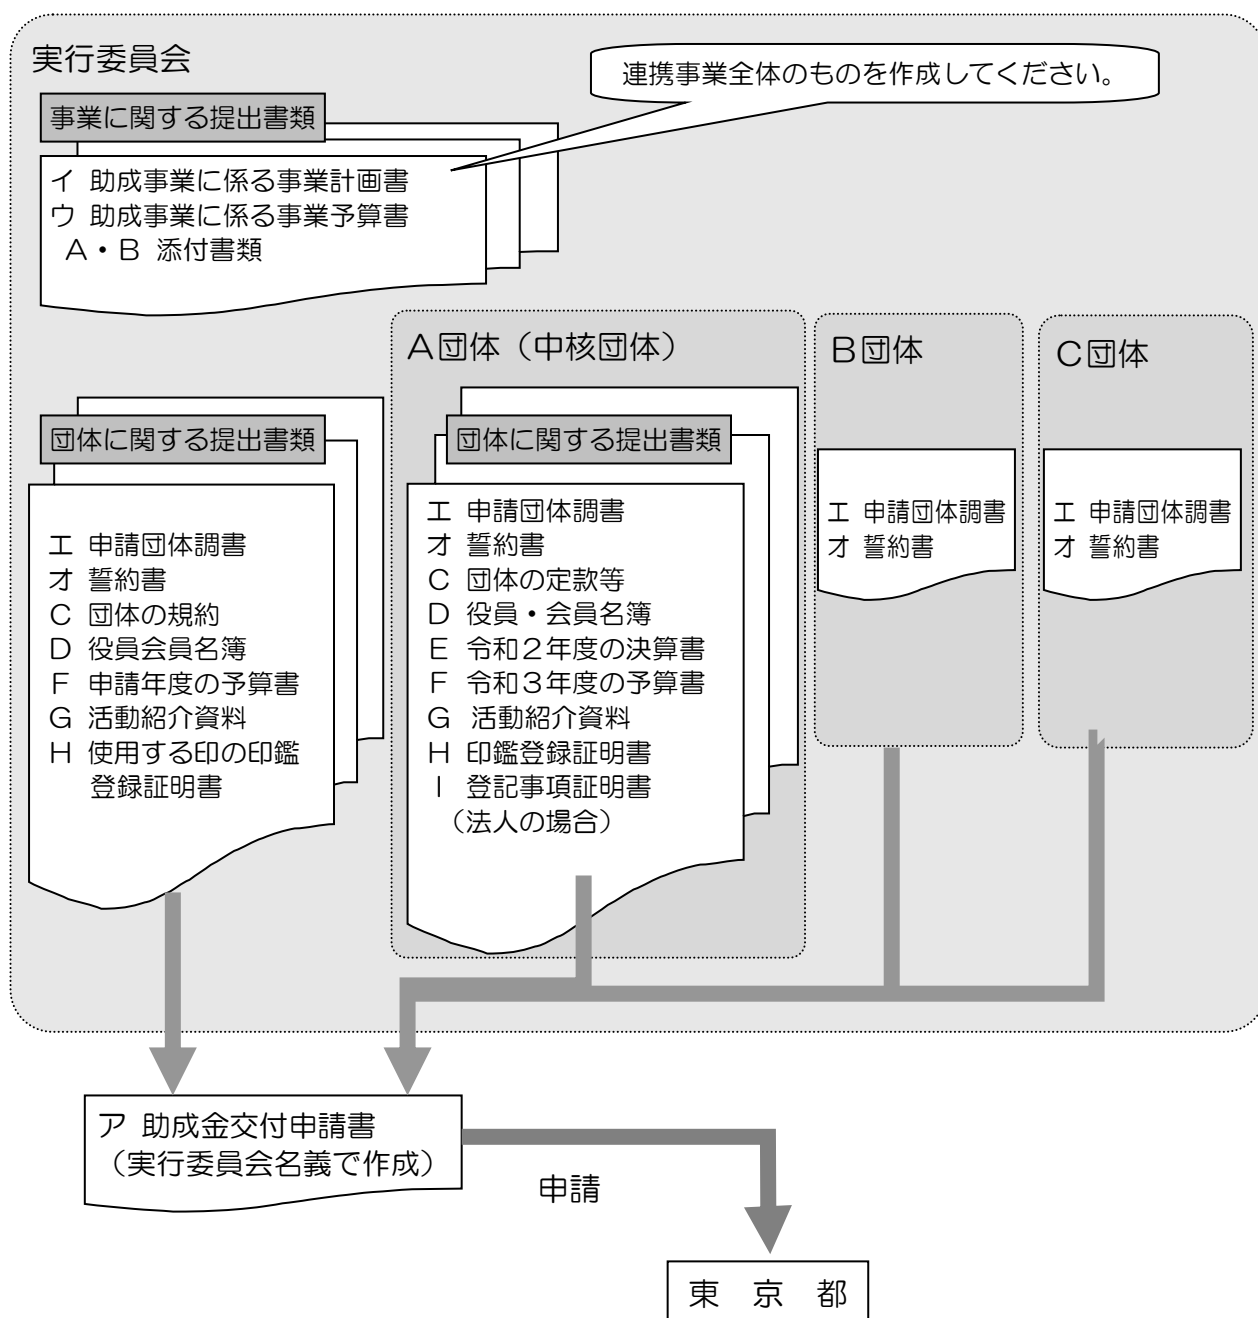 実行委員会
連携事業全体のものを作成してください。
事業に関する提出書類
イ 助成事業に係る事業計画書
ウ 助成事業に係る事業予算書
A・B 添付書類
団体に関する提出書類
エ 申請団体調書
オ 誓約書
C 団体の規約
D 役員会員名簿
F 申請年度の予算書
G 活動紹介資料
H 使用する印の印鑑
登録証明書
A団体（中核団体）
団体に関する提出書類
エ 申請団体調書
オ 誓約書
C 団体の定款等
D 役員・会員名簿
E 令和2年度の決算書
F 令和3年度の予算書
G 活動紹介資料
H 印鑑登録証明書
I 登記事項証明書
（法人の場合）
B団体
エ 申請団体調書
オ 誓約書
C団体
エ 申請団体調書
オ 誓約書
ア 助成金交付申請書
（実行委員会名義で作成）
申請
東 京 都